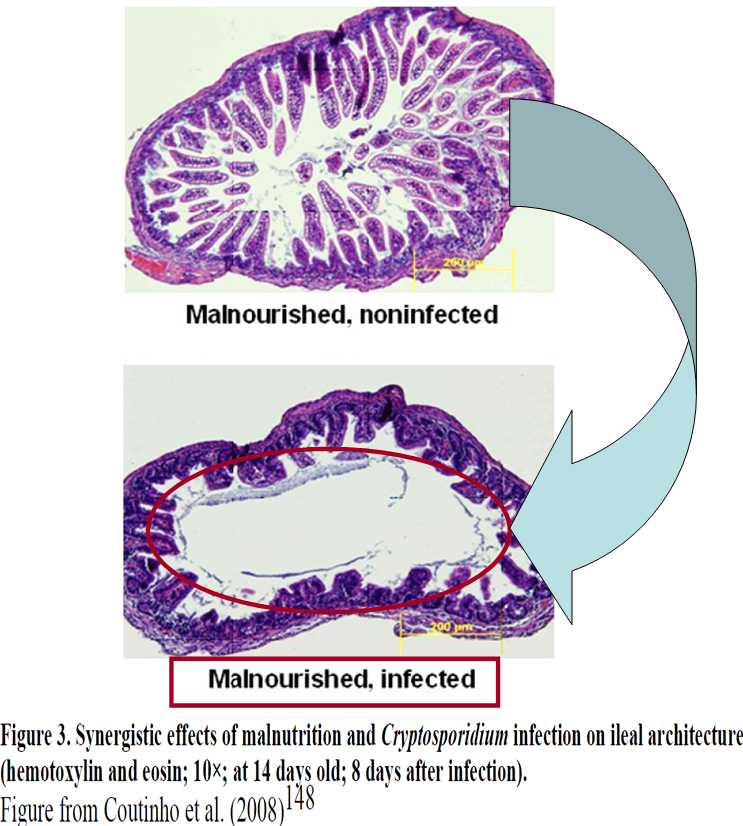 200 μm
Malnourished, noninfected
200 μm
Malnourished, infected
Figure 3. Synergistic effects of malnutrition and Cryptosporidium infection on ileal architecture
(hemotoxylin and eosin; 10×; at 14 days old; 8 days after infection).
Figure from Coutinho et al. (2008)148